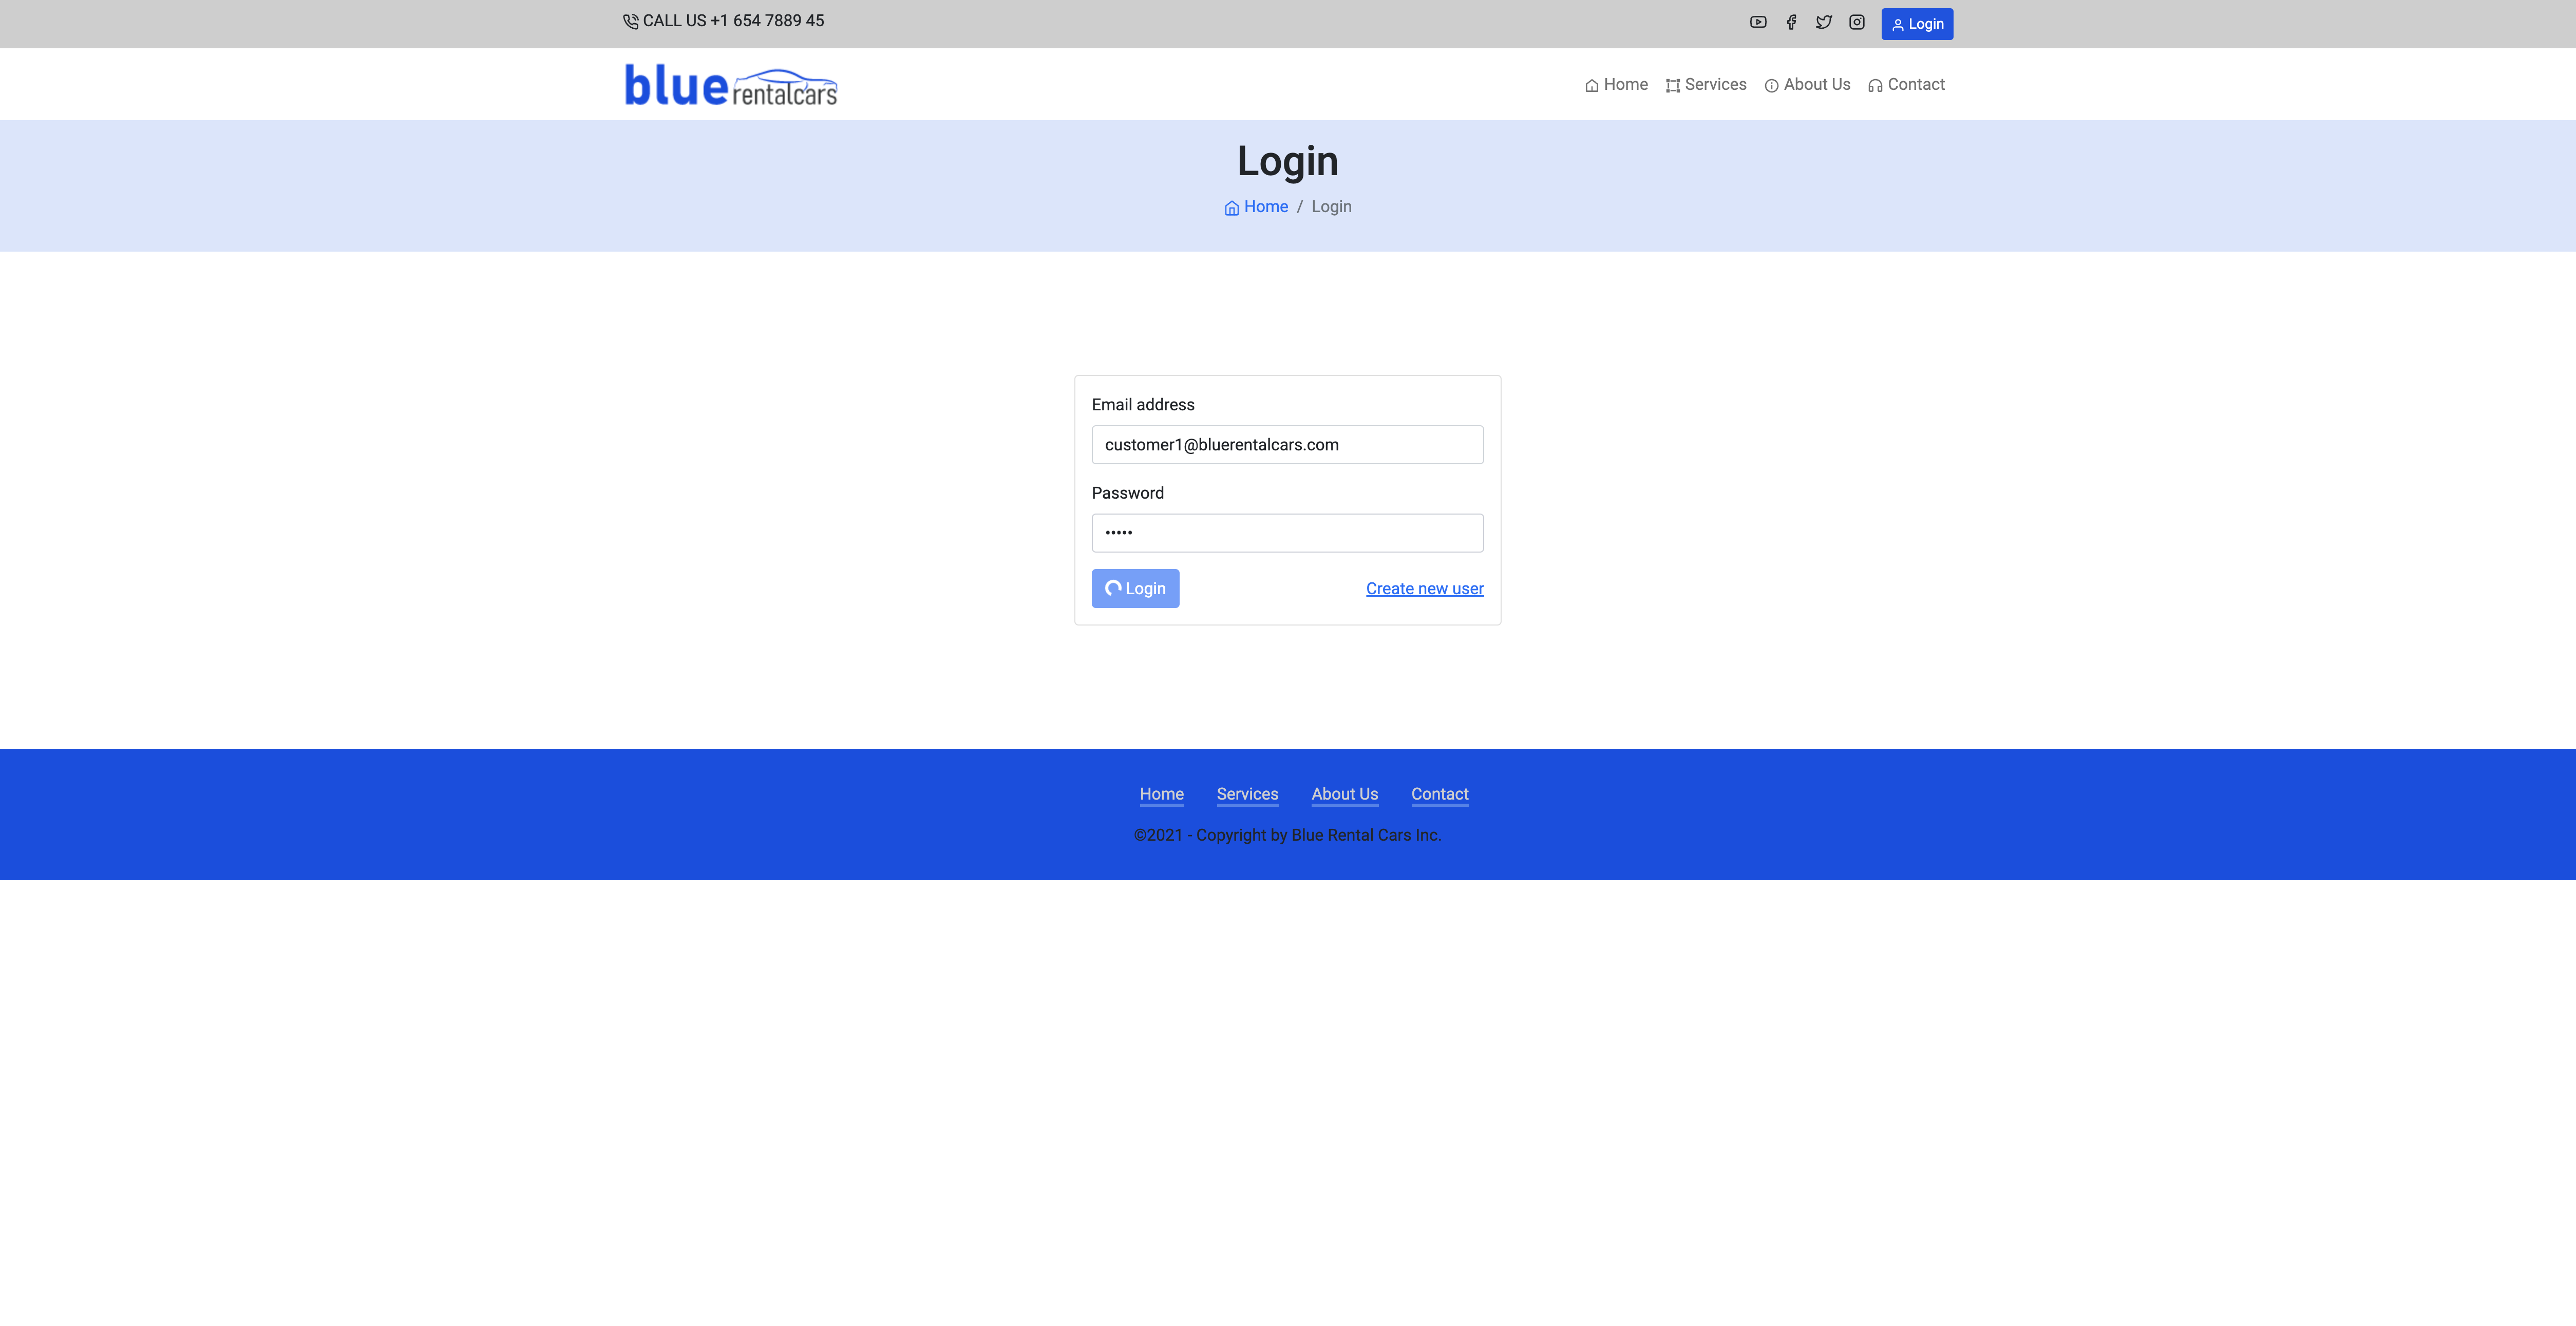 CALL US +1 654 7889 45
Login
blue rentalcars
Home Services About Us Contact
Login
Home / Login
Email address
customer1@bluerentalcars.com
Password
•••••
Login Create new user
Home Services About Us Contact
©2021 - Copyright by Blue Rental Cars Inc.